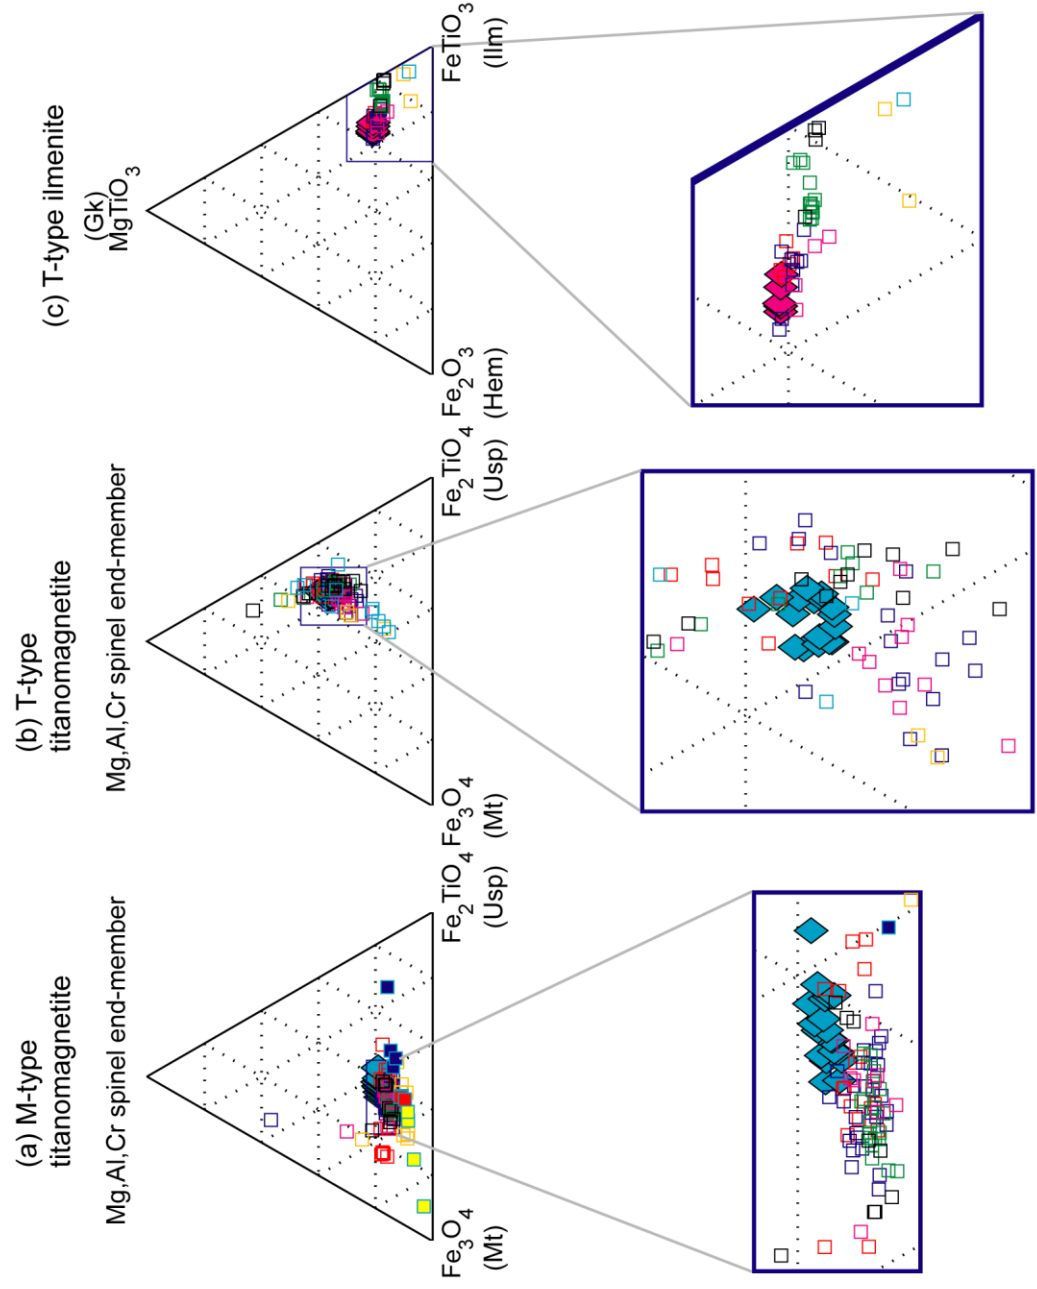 (a) M-type
titanomagnetite
Mg,Al,Cr spinel end-member
Fe3O4
(Mt)
Fe2TiO4
(Usp)
(b) T-type
titanomagnetite
Mg,Al,Cr spinel end-member
Fe3O4
(Mt)
Fe2TiO4
(Usp)
(c) T-type ilmenite
(Gk)
MgTiO3
Fe2O3
(Hem)
FeTiO3
(Ilm)